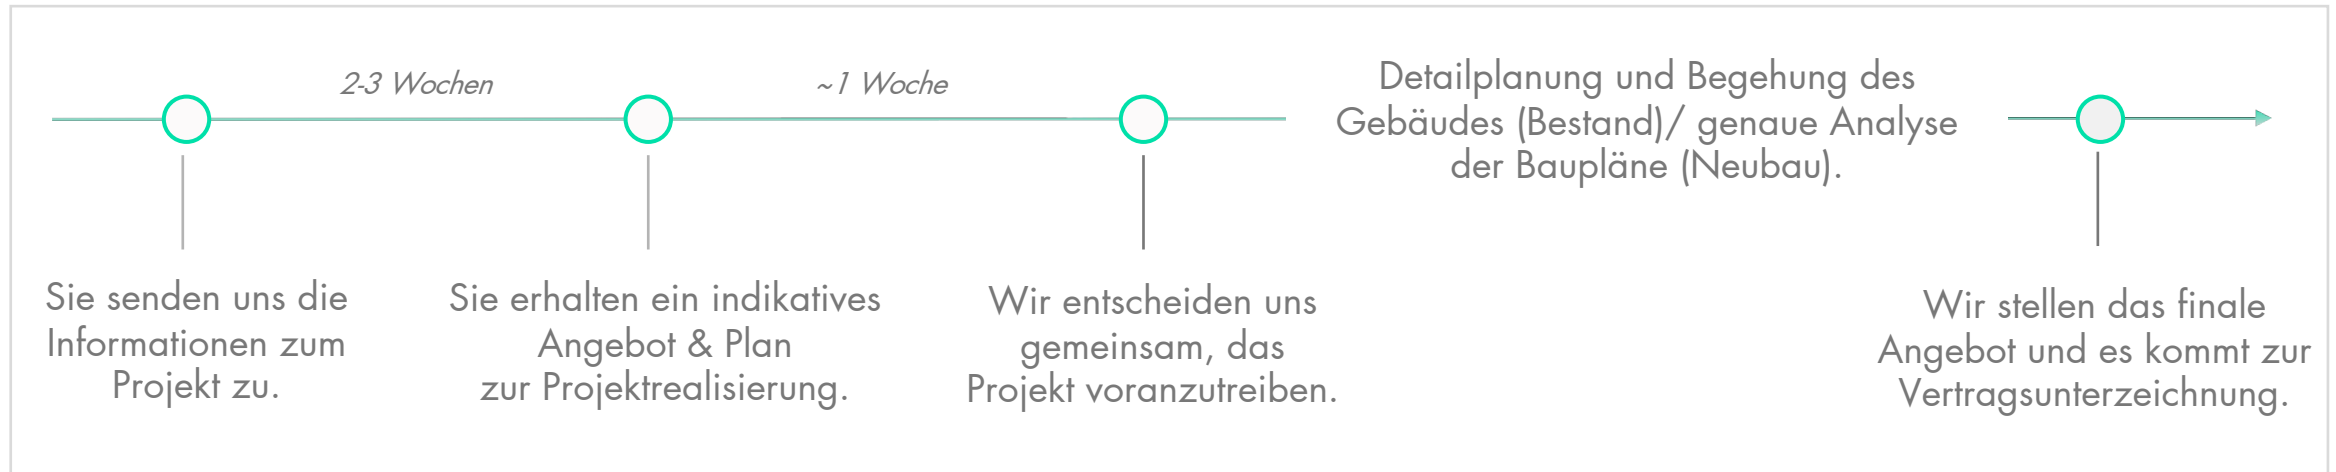 2-3 Wochen
~1 Woche
Detailplanung und Begehung des
Gebäudes (Bestand)/ genaue Analyse
der Baupläne (Neubau).
Sie senden uns die
Informationen zum
Projekt zu.
Sie erhalten ein indikatives
Angebot & Plan
zur Projektrealisierung.
Wir entscheiden uns
gemeinsam, das
Projekt voranzutreiben.
Wir stellen das finale
Angebot und es kommt zur
Vertragsunterzeichnung.